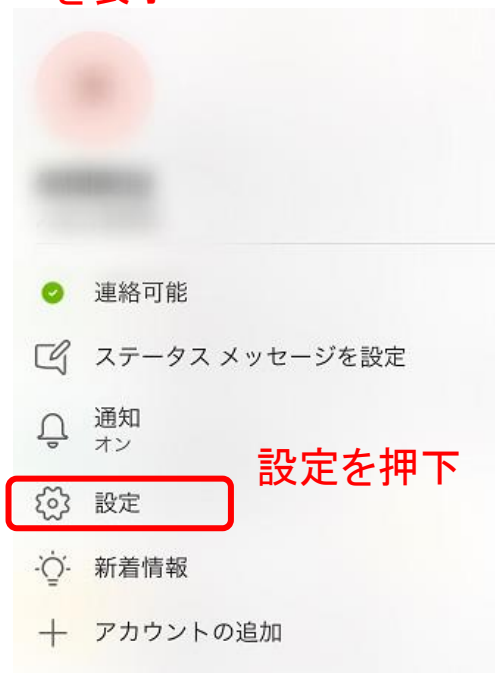 連絡可能
ステータス メッセージを設定
通知
オン
設定を押下
設定
新着情報
アカウントの追加